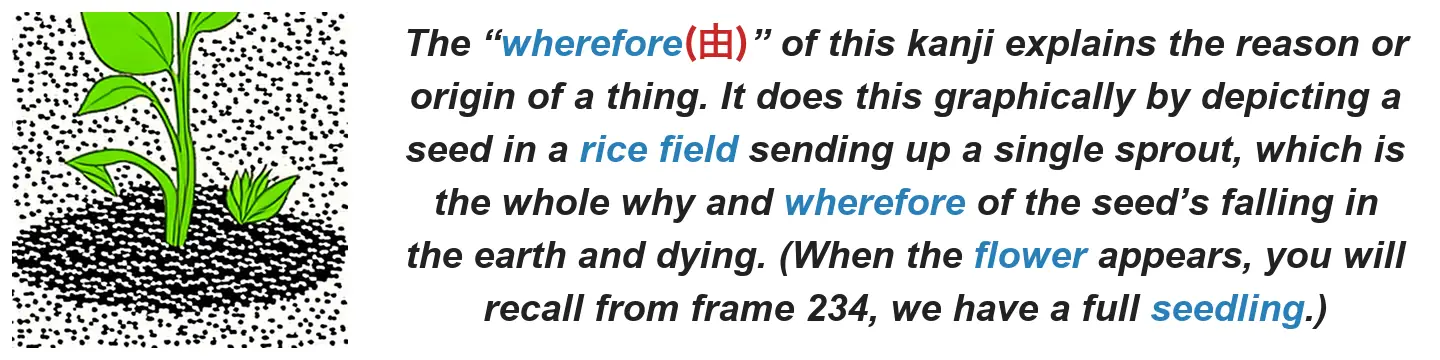 The “wherefore(由)” of this kanji explains the reason or
origin of a thing. It does this graphically by depicting a
seed in a rice field sending up a single sprout, which is
the whole why and wherefore of the seed’s falling in
the earth and dying. (When the flower appears, you will
recall from frame 234, we have a full seedling.)